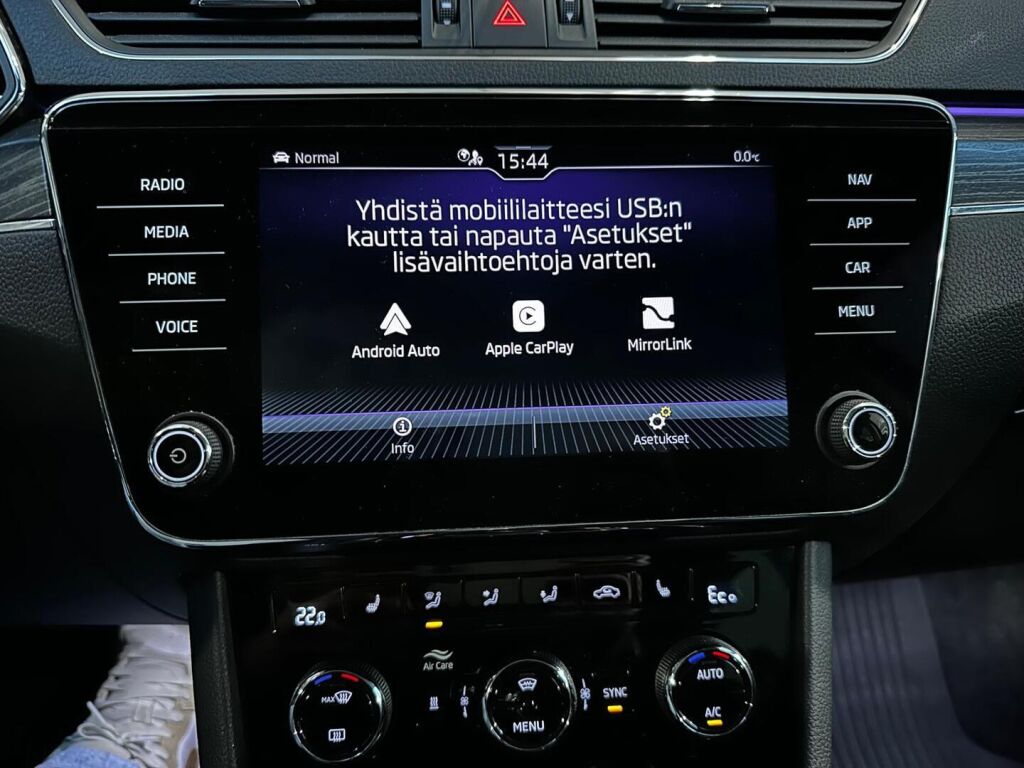 Normal
15:44
0.0°C
RADIO
MEDIA
PHONE
VOICE
Yhdistä mobiililaitteesi USB:n
kautta tai napauta "Asetukset"
lisävaihtoehtoja varten.
Android Auto
Apple CarPlay
MirrorLink
Info
Asetukset
NAV
APP
CAR
MENU
22.0
Eco
Air Care
MAX
MENU
SYNC
AUTO
A/C